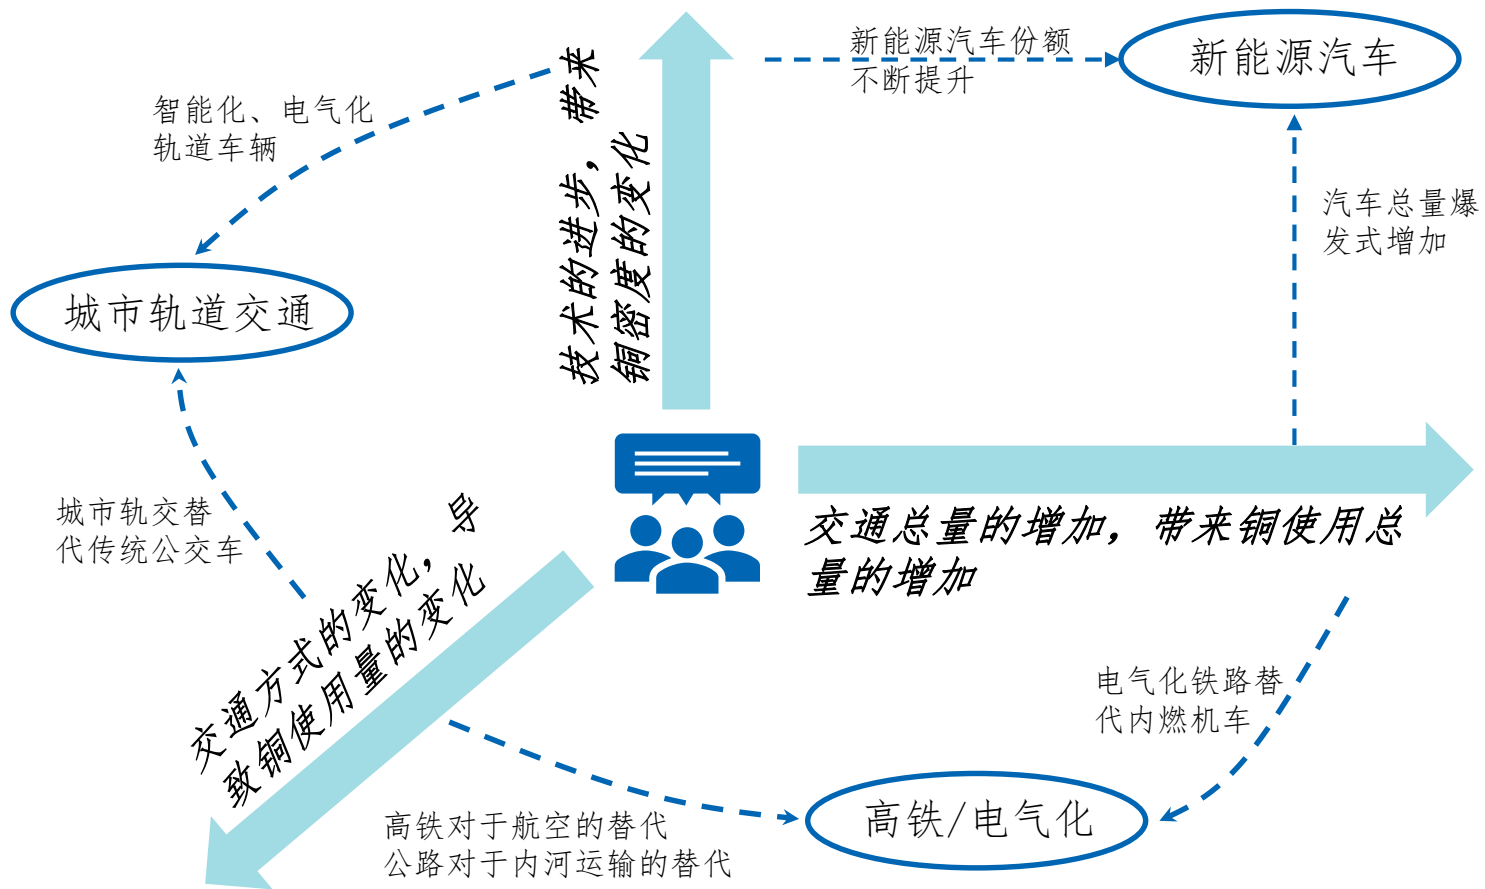 新能源汽车份额
不断提升
新能源汽车
智能化、电气化
轨道车辆
技术的进步，带来
铜密度的变化
汽车总量爆
发式增加
城市轨道交通
城市轨交替
代传统公交车
交通总量的增加，带来铜使用总
量的增加
交通方式的变化，导
致铜使用量的变化
电气化铁路替
代内燃机车
高铁/电气化
高铁对于航空的替代
公路对于内河运输的替代